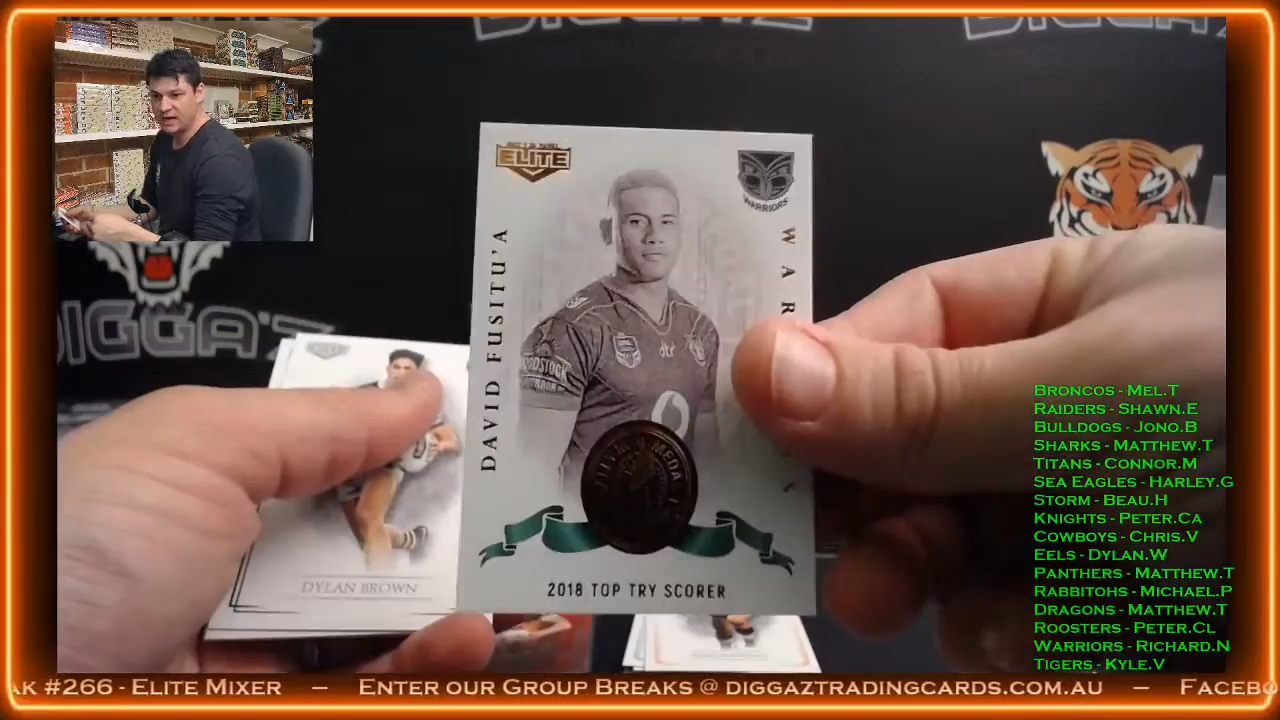 DIGGA'Z
ELITE
WARRIORS
DAVID FUSITU'A
WAR
dtr
2018 TOP TRY SCORER
DYLAN BROWN
Broncos - Mel.T
Raiders - Shawn.E
Bulldogs - Jono.B
Sharks - Matthew.T
Titans - Connor.M
Sea Eagles - Harley.G
Storm - Beau.H
Knights - Peter.Ca
Cowboys - Chris.V
Eels - Dylan.W
Panthers - Matthew.T
Rabbitohs - Michael.P
Dragons - Matthew.T
Roosters - Peter.Cl
Warriors - Richard.N
Tigers - Kyle.V
ak #266 - Elite Mixer — Enter our Group Breaks @ diggaztradingcards.com.au — Facebo